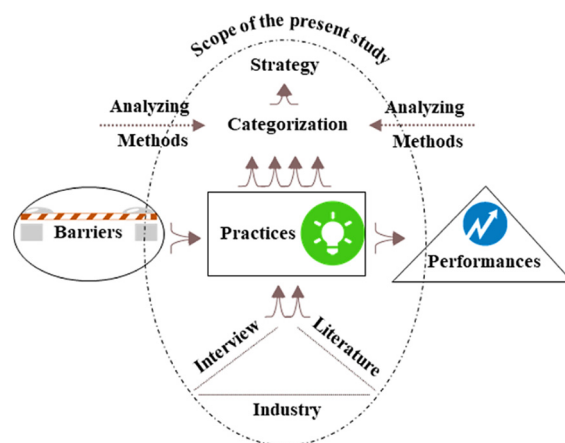 Scope of the present study
Strategy
Analyzing
Methods
Categorization
Analyzing
Methods
Barriers
Practices
Performances
Interview
Literature
Industry